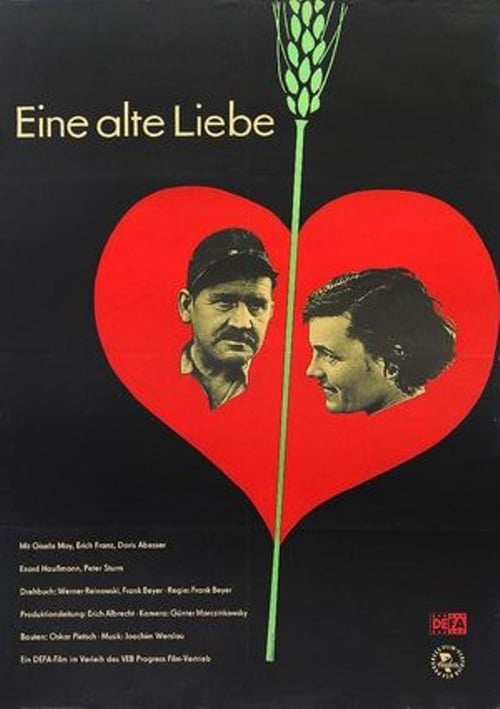 Eine alte Liebe
Mit Gisela May, Erich Franz, Doris Abesser
Ezard Haußmann, Peter Sturm
Drehbuch: Werner Reinowski, Frank Beyer · Regie: Frank Beyer
Produktionsleitung: Erich Albrecht · Kamera: Günter Marczinkowsky
Bauten: Oskar Pietsch · Musik: Joachim Werzlau
Ein DEFA-Film im Verleih des VEB Progress Film-Vertrieb
DEFA